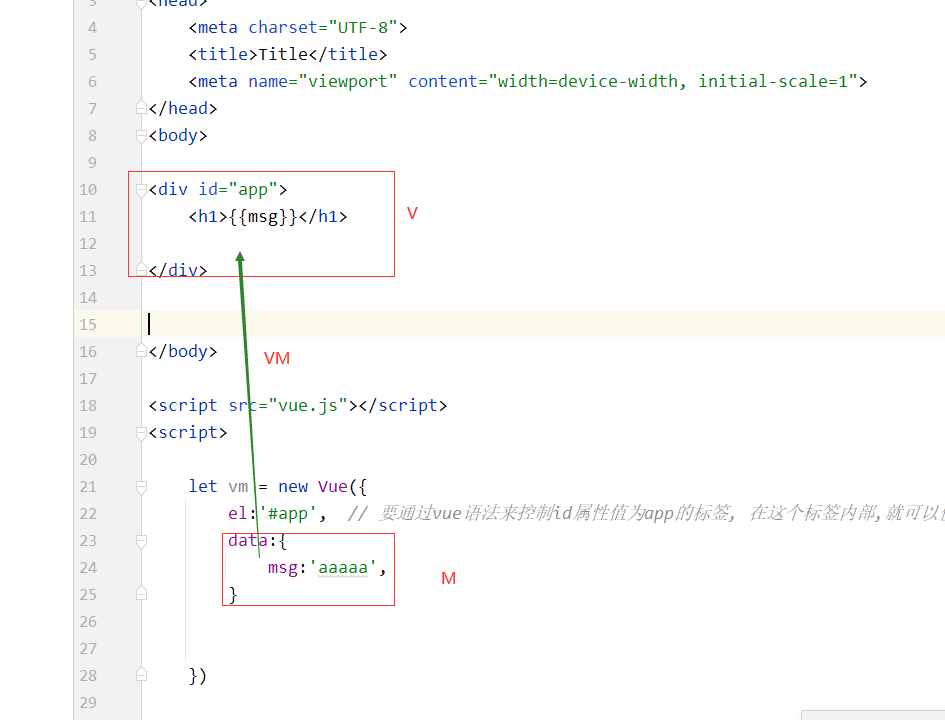 3 <head>
4 <meta charset="UTF-8">
5 <title>Title</title>
6 <meta name="viewport" content="width=device-width, initial-scale=1">
7 </head>
8 <body>
9
10 <div id="app">
11 <h1>{{msg}}</h1> V
12
13 </div>
14
15
16 </body> VM
17
18 <script src="vue.js"></script>
19 <script>
20
21 let vm = new Vue({
22 el:'#app', // 要通过vue语法来控制id属性值为app的标签, 在这个标签内部,就可以
23 data:{
24 msg:'aaaaa', M
25 }
26
27
28 })
29